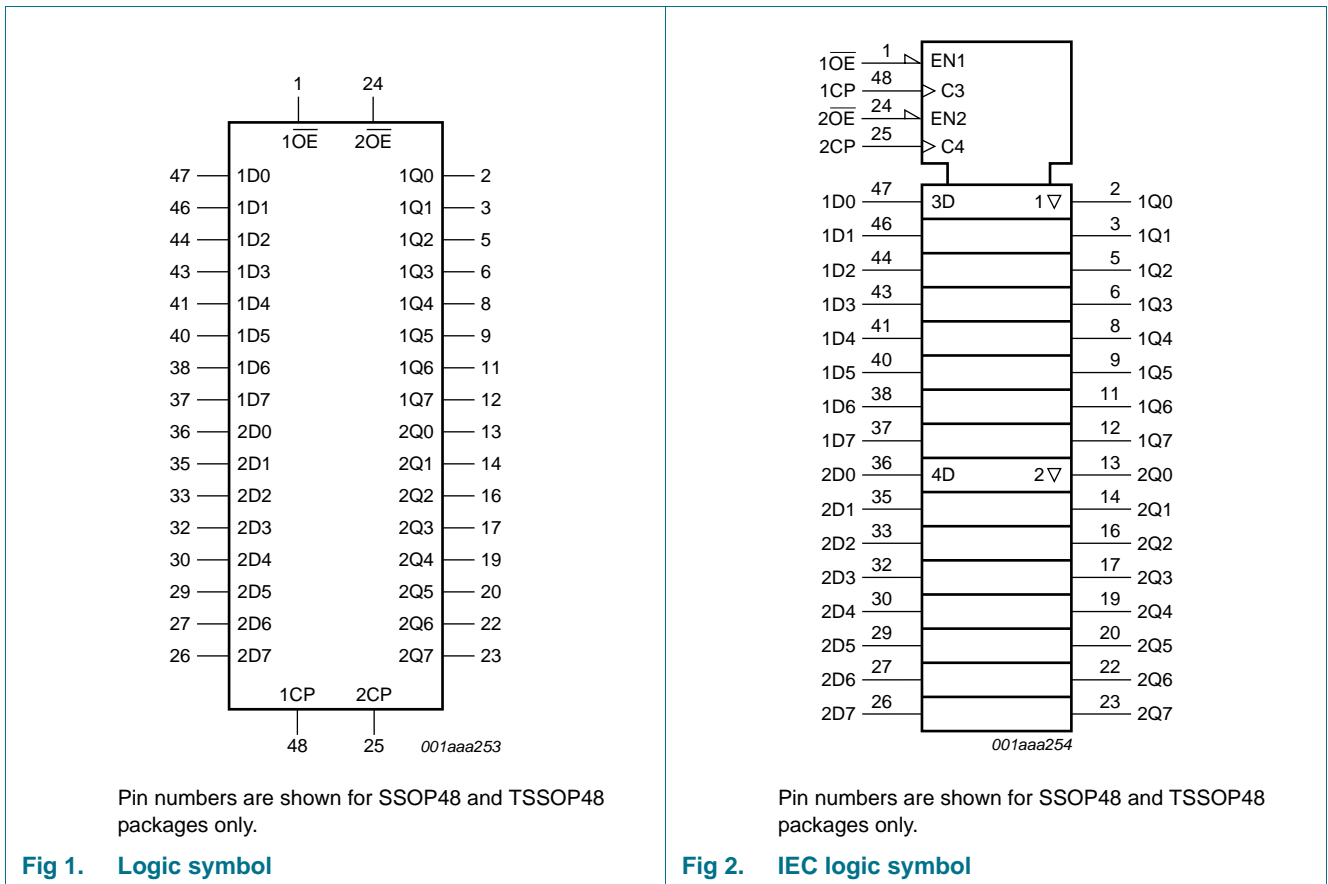 1 24
1OE 2OE
47 1D0 1Q0 2
46 1D1 1Q1 3
44 1D2 1Q2 5
43 1D3 1Q3 6
41 1D4 1Q4 8
40 1D5 1Q5 9
38 1D6 1Q6 11
37 1D7 1Q7 12
36 2D0 2Q0 13
35 2D1 2Q1 14
33 2D2 2Q2 16
32 2D3 2Q3 17
30 2D4 2Q4 19
29 2D5 2Q5 20
27 2D6 2Q6 22
26 2D7 2Q7 23
1CP 2CP
48 25 001aaa253
Pin numbers are shown for SSOP48 and TSSOP48
packages only.
Fig 1. Logic symbol
1OE 1 EN1
1CP 48 C3
2OE 24 EN2
2CP 25 C4
1D0 47 3D 1▽ 2 1Q0
1D1 46 3 1Q1
1D2 44 5 1Q2
1D3 43 6 1Q3
1D4 41 8 1Q4
1D5 40 9 1Q5
1D6 38 11 1Q6
1D7 37 12 1Q7
2D0 36 4D 2▽ 13 2Q0
2D1 35 14 2Q1
2D2 33 16 2Q2
2D3 32 17 2Q3
2D4 30 19 2Q4
2D5 29 20 2Q5
2D6 27 22 2Q6
2D7 26 23 2Q7
001aaa254
Pin numbers are shown for SSOP48 and TSSOP48
packages only.
Fig 2. IEC logic symbol